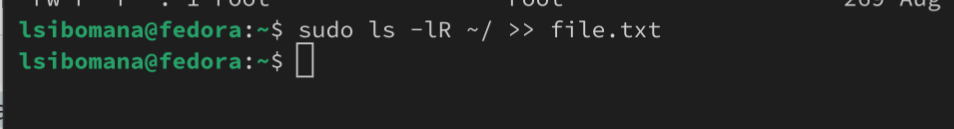 lsibomana@fedora:~$ sudo ls -lR ~/ >> file.txt
lsibomana@fedora:~$